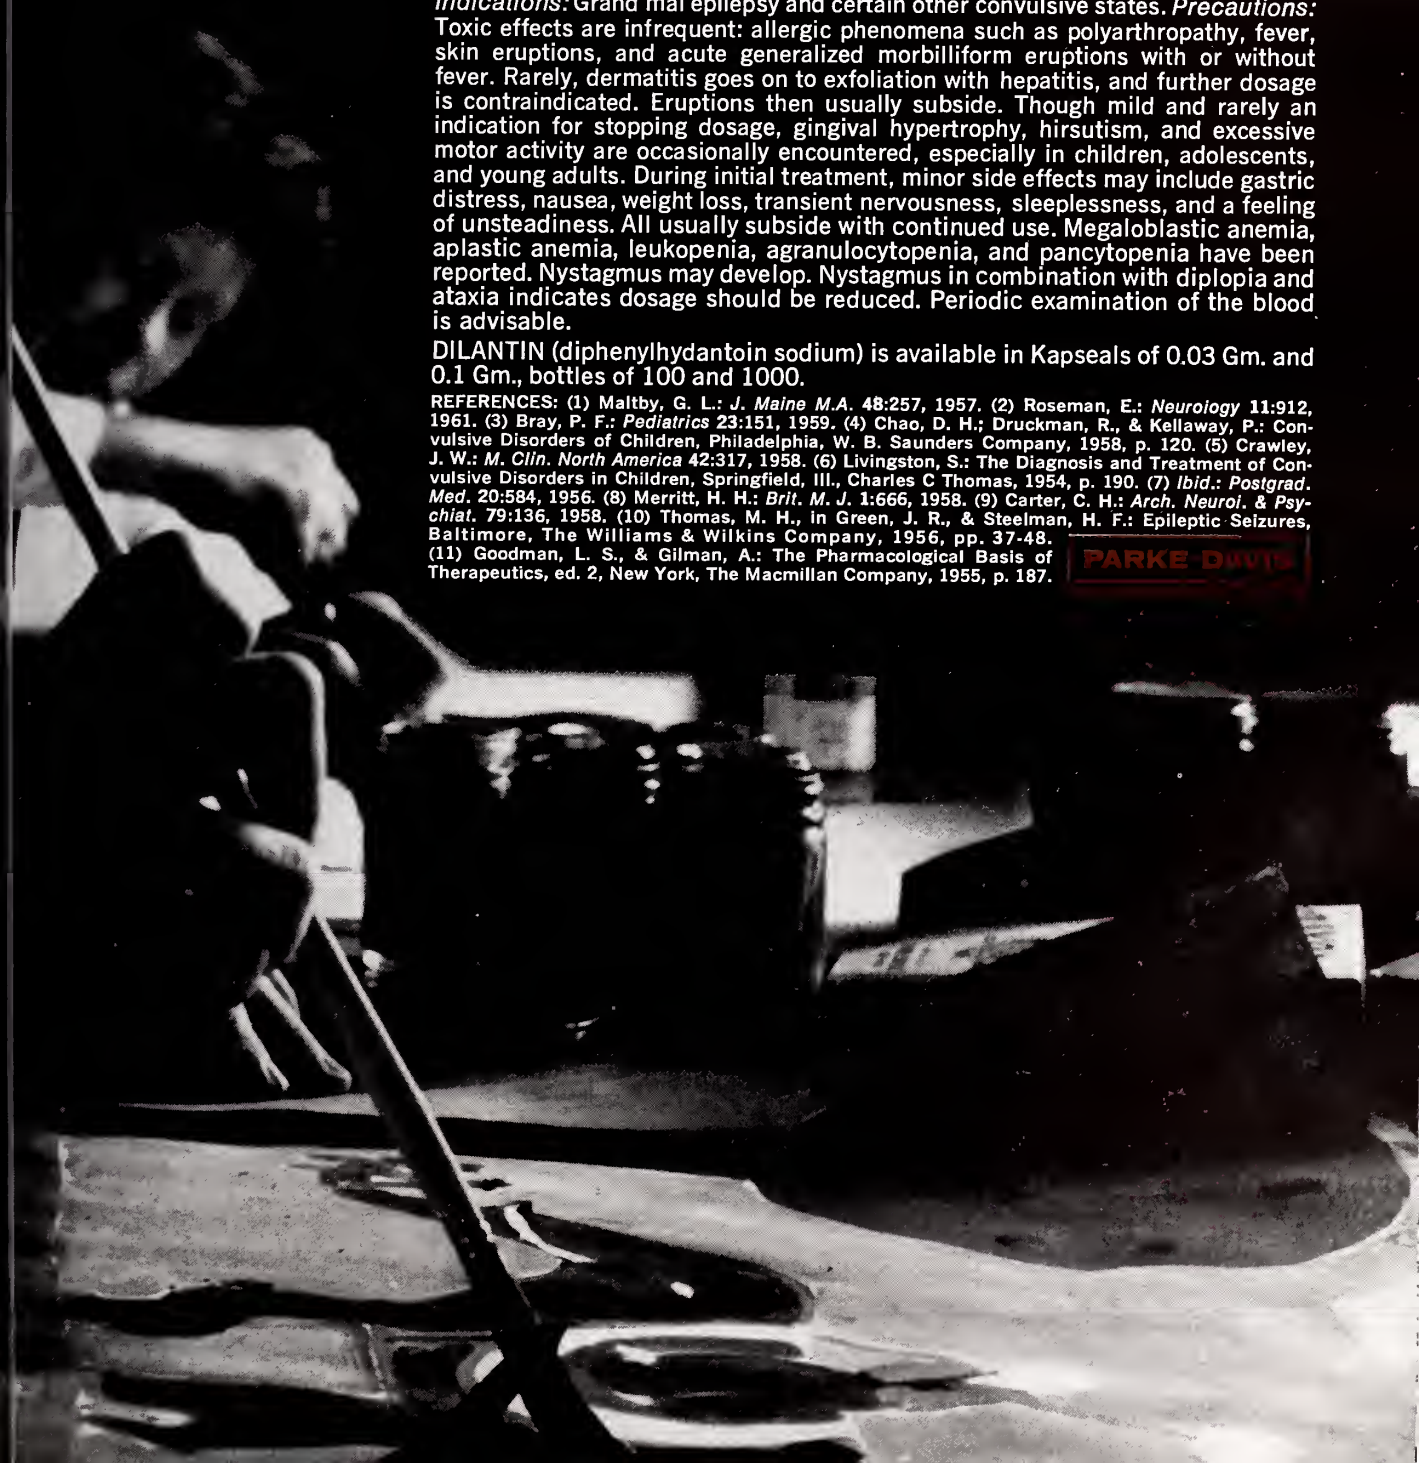 Indications: Grand mal epilepsy and certain other convulsive states. Precautions:
Toxic effects are infrequent: allergic phenomena such as polyarthropathy, fever,
skin eruptions, and acute generalized morbilliform eruptions with or without
fever. Rarely, dermatitis goes on to exfoliation with hepatitis, and further dosage
is contraindicated. Eruptions then usually subside. Though mild and rarely an
indication for stopping dosage, gingival hypertrophy, hirsutism, and excessive
motor activity are occasionally encountered, especially in children, adolescents,
and young adults. During initial treatment, minor side effects may include gastric
distress, nausea, weight loss, transient nervousness, sleeplessness, and a feeling
of unsteadiness. All usually subside with continued use. Megaloblastic anemia,
aplastic anemia, leukopenia, agranulocytopenia, and pancytopenia have been
reported. Nystagmus may develop. Nystagmus in combination with diplopia and
ataxia indicates dosage should be reduced. Periodic examination of the blood
is advisable.
DILANTIN (diphenylhydantoin sodium) is available in Kapseals of 0.03 Gm. and
0.1 Gm., bottles of 100 and 1000.
REFERENCES: (1) Maltby, G. L.: J. Maine M.A. 48:257, 1957. (2) Roseman, E.: Neurology 11:912,
1961. (3) Bray, P. F.: Pediatrics 23:151, 1959. (4) Chao, D. H.; Druckman, R., & Kellaway, P.: Con-
vulsive Disorders of Children, Philadelphia, W. B. Saunders Company, 1958, p. 120. (5) Crawley,
J. W.: M. Clin. North America 42:317, 1958. (6) Livingston, S.: The Diagnosis and Treatment of Con-
vulsive Disorders in Children, Springfield, Ill., Charles C Thomas, 1954, p. 190. (7) Ibid.: Postgrad.
Med. 20:584, 1956. (8) Merritt, H. H.: Brit. M. J. 1:666, 1958. (9) Carter, C. H.: Arch. Neurol. & Psy-
chiat. 79:136, 1958. (10) Thomas, M. H., in Green, J. R., & Steelman, H. F.: Epileptic Seizures,
Baltimore, The Williams & Wilkins Company, 1956, pp. 37-48.
(11) Goodman, L. S., & Gilman, A.: The Pharmacological Basis of
Therapeutics, ed. 2, New York, The Macmillan Company, 1955, p. 187.
PARKE-DAVIS